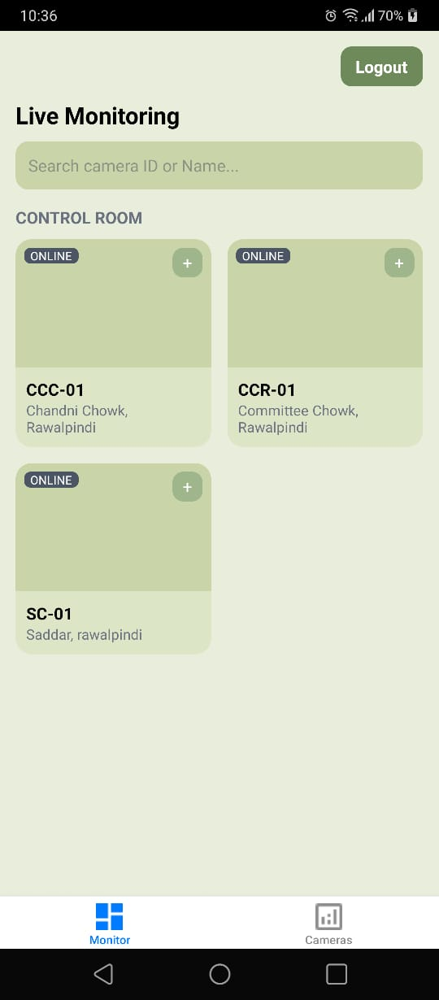 10:36
70%
Logout
Live Monitoring
Search camera ID or Name...
CONTROL ROOM
ONLINE
+
ONLINE
+
CCC-01
Chandni Chowk,
Rawalpindi
CCR-01
Committee Chowk,
Rawalpindi
ONLINE
+
SC-01
Saddar, rawalpindi
Monitor
Cameras